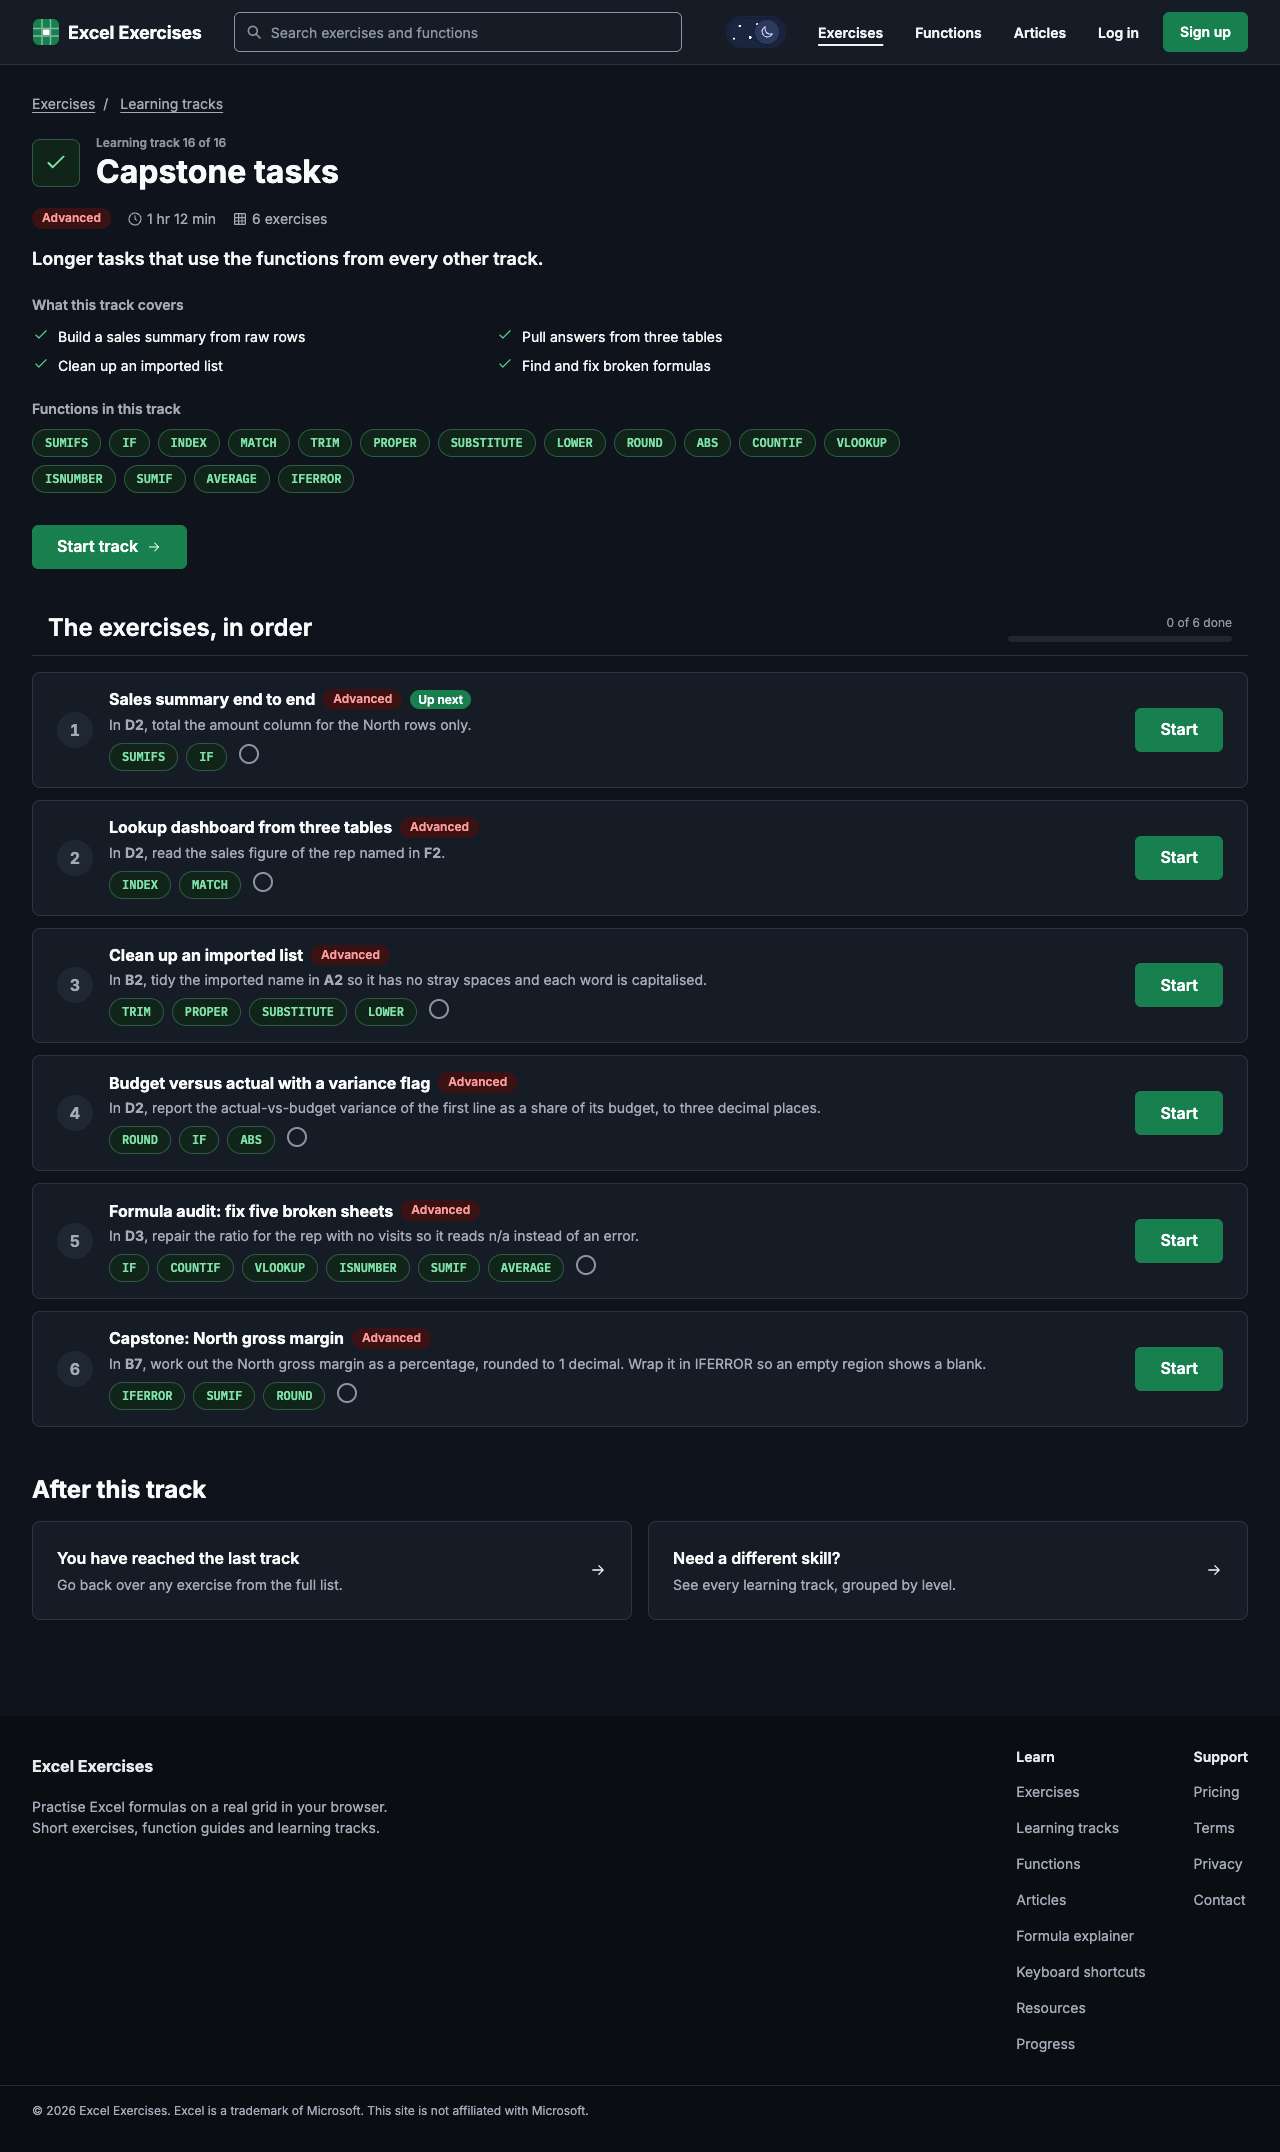 Excel Exercises
Search exercises and functions
Exercises
Functions
Articles
Log in
Sign up
Exercises / Learning tracks
Learning track 16 of 16
Capstone tasks
Advanced 1 hr 12 min 6 exercises
Longer tasks that use the functions from every other track.
What this track covers
Build a sales summary from raw rows
Pull answers from three tables
Clean up an imported list
Find and fix broken formulas
Functions in this track
SUMIFS IF INDEX MATCH TRIM PROPER SUBSTITUTE LOWER ROUND ABS COUNTIF VLOOKUP
ISNUMBER SUMIF AVERAGE IFERROR
Start track →
The exercises, in order
0 of 6 done
1
Sales summary end to end Advanced Up next
In D2, total the amount column for the North rows only.
SUMIFS IF
Start
2
Lookup dashboard from three tables Advanced
In D2, read the sales figure of the rep named in F2.
INDEX MATCH
Start
3
Clean up an imported list Advanced
In B2, tidy the imported name in A2 so it has no stray spaces and each word is capitalised.
TRIM PROPER SUBSTITUTE LOWER
Start
4
Budget versus actual with a variance flag Advanced
In D2, report the actual-vs-budget variance of the first line as a share of its budget, to three decimal places.
ROUND IF ABS
Start
5
Formula audit: fix five broken sheets Advanced
In D3, repair the ratio for the rep with no visits so it reads n/a instead of an error.
IF COUNTIF VLOOKUP ISNUMBER SUMIF AVERAGE
Start
6
Capstone: North gross margin Advanced
In B7, work out the North gross margin as a percentage, rounded to 1 decimal. Wrap it in IFERROR so an empty region shows a blank.
IFERROR SUMIF ROUND
Start
After this track
You have reached the last track
Go back over any exercise from the full list.
→
Need a different skill?
See every learning track, grouped by level.
→
Excel Exercises
Practise Excel formulas on a real grid in your browser.
Short exercises, function guides and learning tracks.
Learn
Exercises
Learning tracks
Functions
Articles
Formula explainer
Keyboard shortcuts
Resources
Progress
Support
Pricing
Terms
Privacy
Contact
© 2026 Excel Exercises. Excel is a trademark of Microsoft. This site is not affiliated with Microsoft.